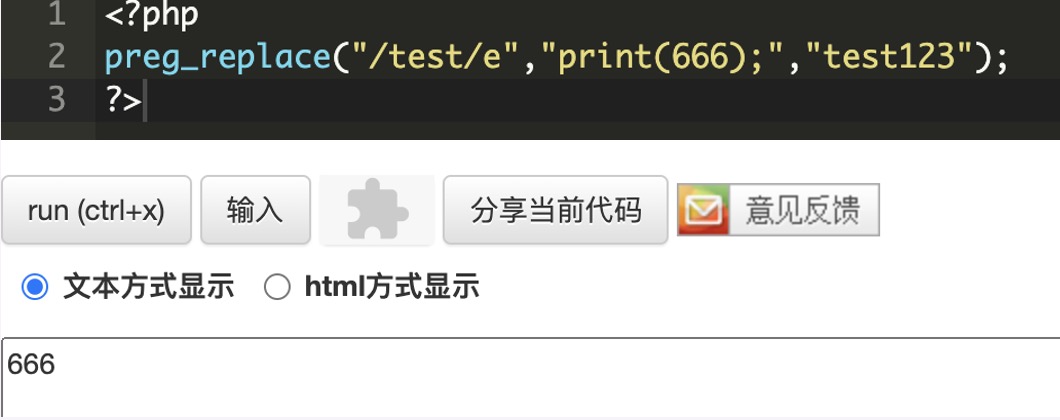 1 <?php
2 preg_replace("/test/e","print(666);","test123");
3 ?>
run (ctrl+x) 输入 分享当前代码 意见反馈
文本方式显示 html方式显示
666